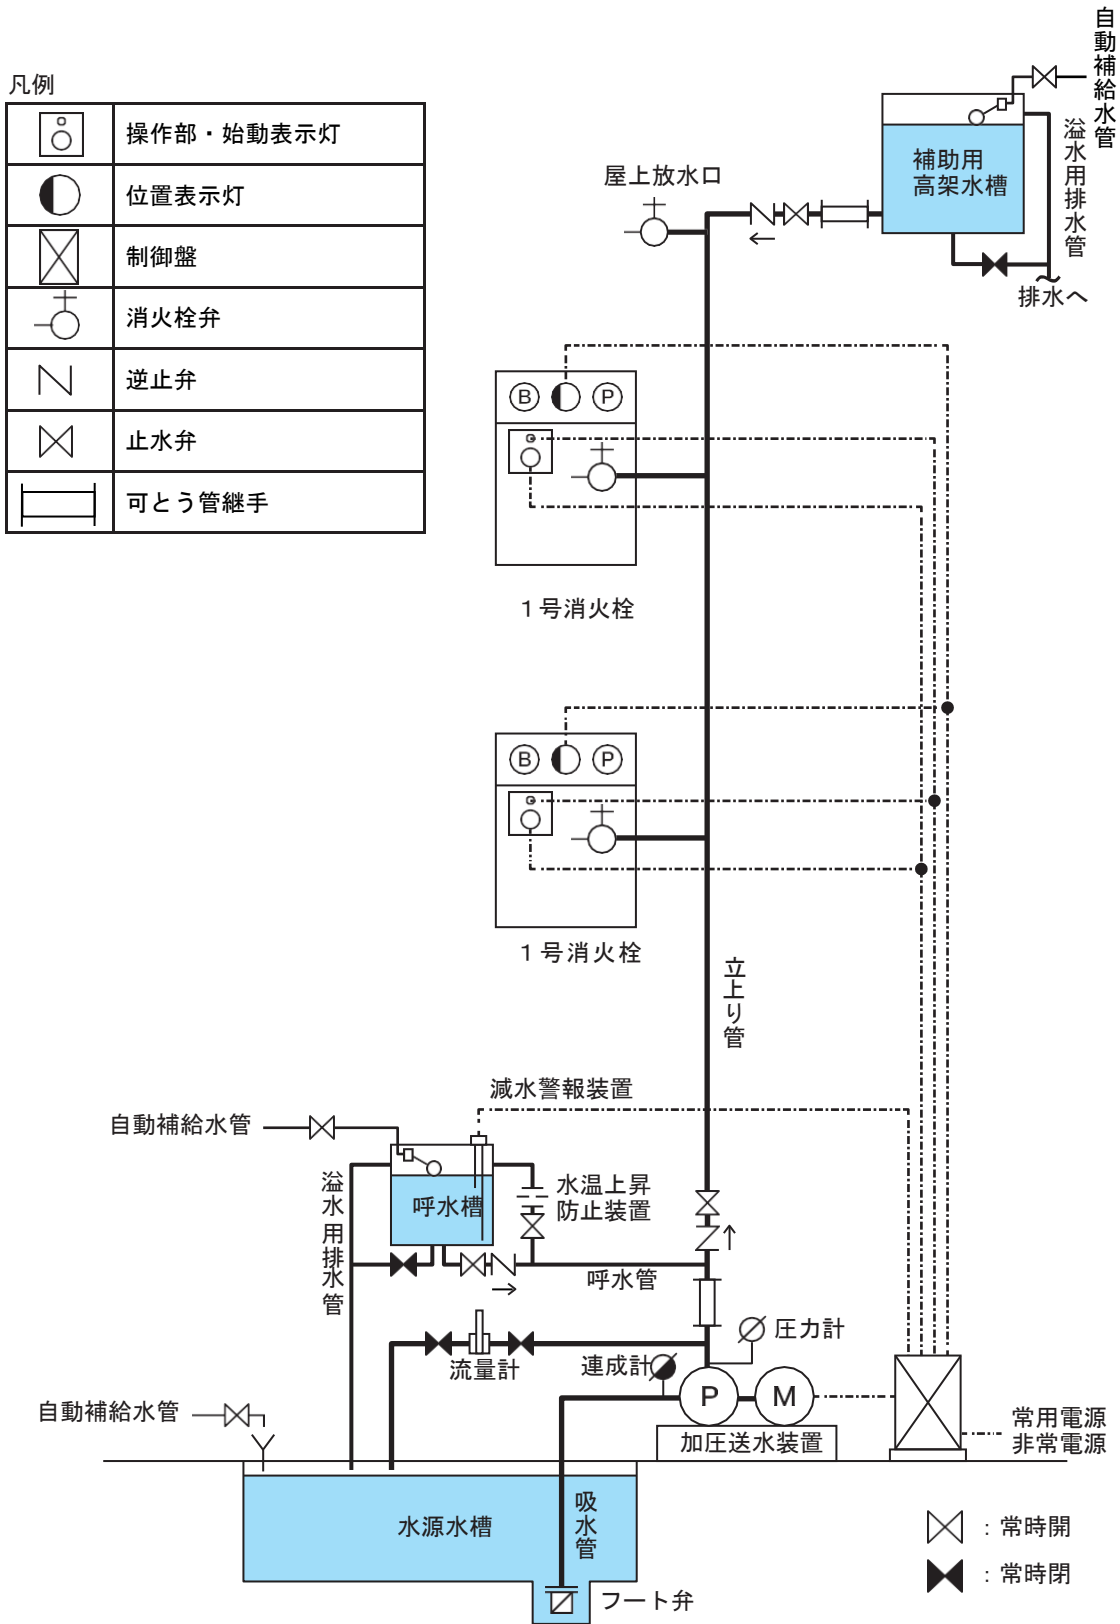 自動補給水管
凡例
操作部・始動表示灯
位置表示灯
制御盤
消火栓弁
逆止弁
止水弁
可とう管継手
屋上放水口
補助用
高架水槽
溢水用排水管
排水へ
B
P
1号消火栓
B
P
1号消火栓
立上り管
減水警報装置
自動補給水管
呼水槽
溢水用排水管
水温上昇
防止装置
呼水管
圧力計
流量計
連成計
P
M
自動補給水管
加圧送水装置
常用電源
非常電源
水源水槽
吸水管
フート弁
：常時開
：常時閉